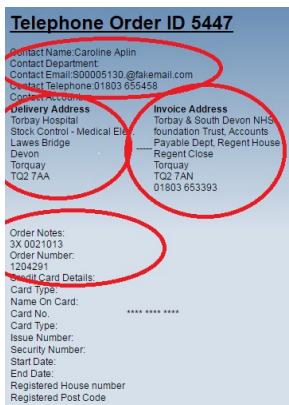 Telephone Order ID 5447
Contact Name:Caroline Aplin
Contact Department:
Contact Email:S00005130.@fakemail.com
Contact Telephone:01803 655458
Contact Account
Delivery Address
Torbay Hospital
Stock Control - Medical Ele.
Lawes Bridge
Devon
Torquay
TQ2 7AA
Invoice Address
Torbay & South Devon NHS
foundation Trust, Accounts
Payable Dept, Regent House
Regent Close
Torquay
TQ2 7AN
01803 653393
Order Notes:
3X 0021013
Order Number:
1204291
Credit Card Details:
Card Type:
Name On Card:
Card No. **** **** ****
Card Type:
Issue Number:
Security Number:
Start Date:
End Date:
Registered House number
Registered Post Code